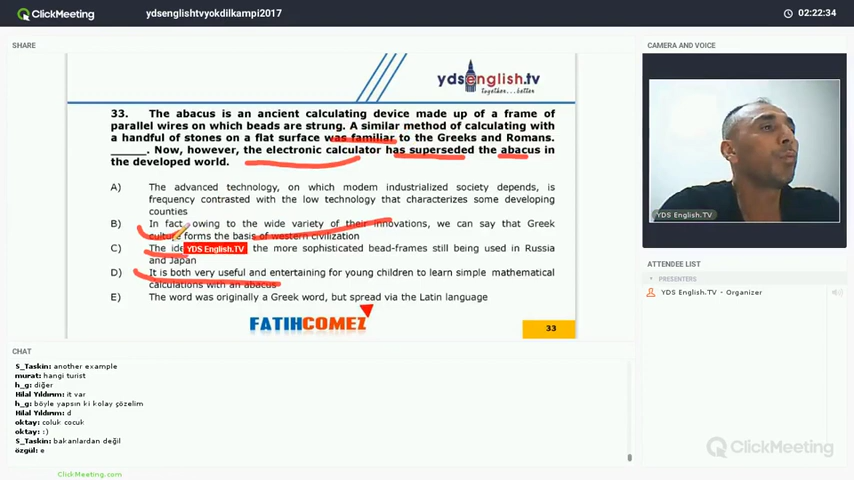 ClickMeeting
ydsenglishtvyokdilkampi2017
02:22:34
SHARE
CAMERA AND VOICE
ydsenglish.tv
together...better
33. The abacus is an ancient calculating device made up of a frame of
parallel wires on which beads are strung. A similar method of calculating with
a handful of stones on a flat surface was familiar to the Greeks and Romans.
_____. Now, however, the electronic calculator has superseded the abacus in
the developed world.
A) The advanced technology, on which modem industrialized society depends, is
frequency contrasted with the low technology that characterizes some developing
counties
B) In fact, owing to the wide variety of their innovations, we can say that Greek
culture forms the basis of western civilization
C) The ide
YDS English.TV
the more sophisticated bead-frames still being used in Russia
and Japan
D) It is both very useful and entertaining for young children to learn simple mathematical
calculations with an abacus
E) The word was originally a Greek word, but spread via the Latin language
FATIHCOMEZ
33
YDS English.TV
ATTENDEE LIST
PRESENTERS
YDS English.TV - Organizer
CHAT
S_Taskin: another example
murat: hangi turist
h_g: diğer
Hilal Yıldırım: it var
h_g: böyle yapsın ki kolay çözelim
Hilal Yıldırım: d
oktay: coluk cocuk
oktay: :)
S_Taskin: bakanlardan değil
özgül: e
ClickMeeting
ClickMeeting.com